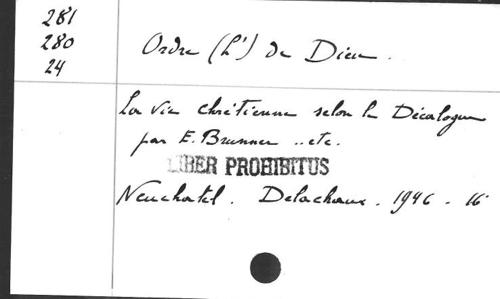 281
280
24
Ordre (L') de Dieu.
La vie chrétienne selon le Décalogue
par E. Brunner .. etc.
LIBER PROHIBITUS
Neuchatel. Delachaux. 1946 - 16°